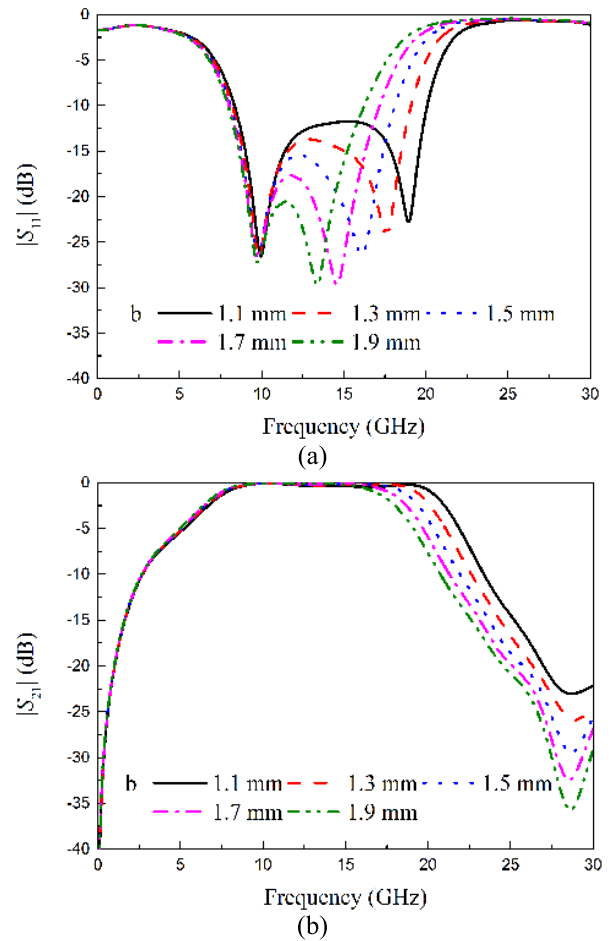 0
-5
-10
-15
-20
-25
-30
-35
-40
|S11| (dB)
b 1.1 mm 1.3 mm 1.5 mm
1.7 mm 1.9 mm
0 5 10 15 20 25 30
Frequency (GHz)
(a)
0
-5
-10
-15
-20
-25
-30
-35
-40
|S21| (dB)
b 1.1 mm 1.3 mm 1.5 mm
1.7 mm 1.9 mm
0 5 10 15 20 25 30
Frequency (GHz)
(b)